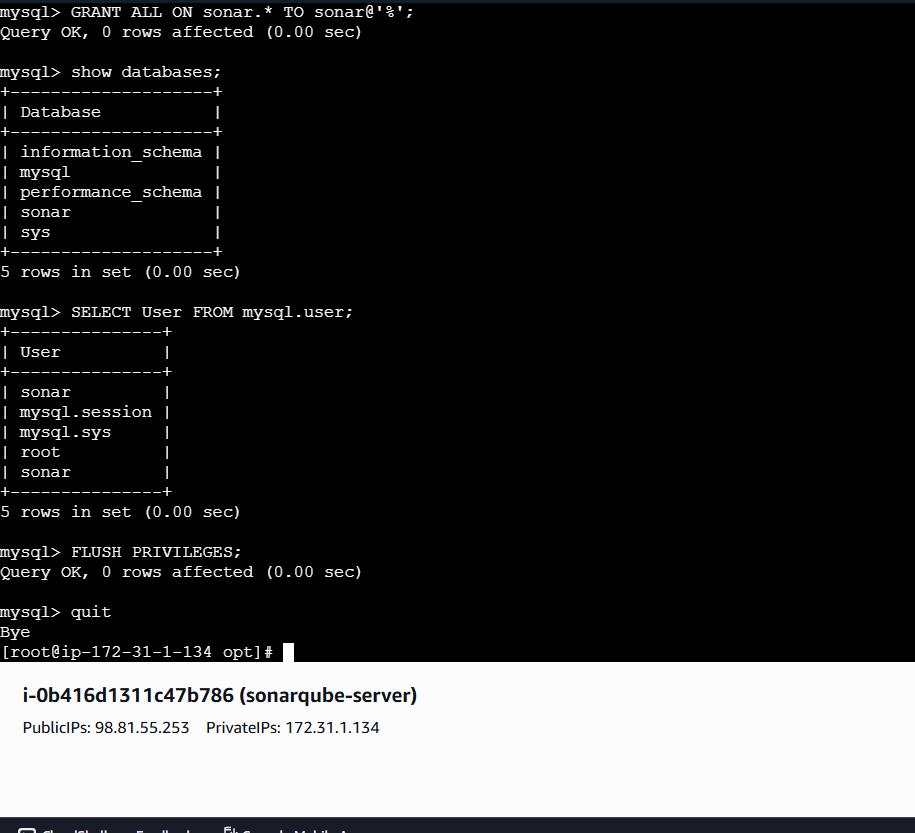 mysql> GRANT ALL ON sonar.* TO sonar@'%';
Query OK, 0 rows affected (0.00 sec)
mysql> show databases;
+--------------------+
| Database           |
+--------------------+
| information_schema |
| mysql              |
| performance_schema |
| sonar              |
| sys                |
+--------------------+
5 rows in set (0.00 sec)
mysql> SELECT User FROM mysql.user;
+---------------+
| User          |
+---------------+
| sonar         |
| mysql.session |
| mysql.sys     |
| root          |
| sonar         |
+---------------+
5 rows in set (0.00 sec)
mysql> FLUSH PRIVILEGES;
Query OK, 0 rows affected (0.00 sec)
mysql> quit
Bye
[root@ip-172-31-1-134 opt]#
i-0b416d1311c47b786 (sonarqube-server)
PublicIPs: 98.81.55.253 PrivateIPs: 172.31.1.134